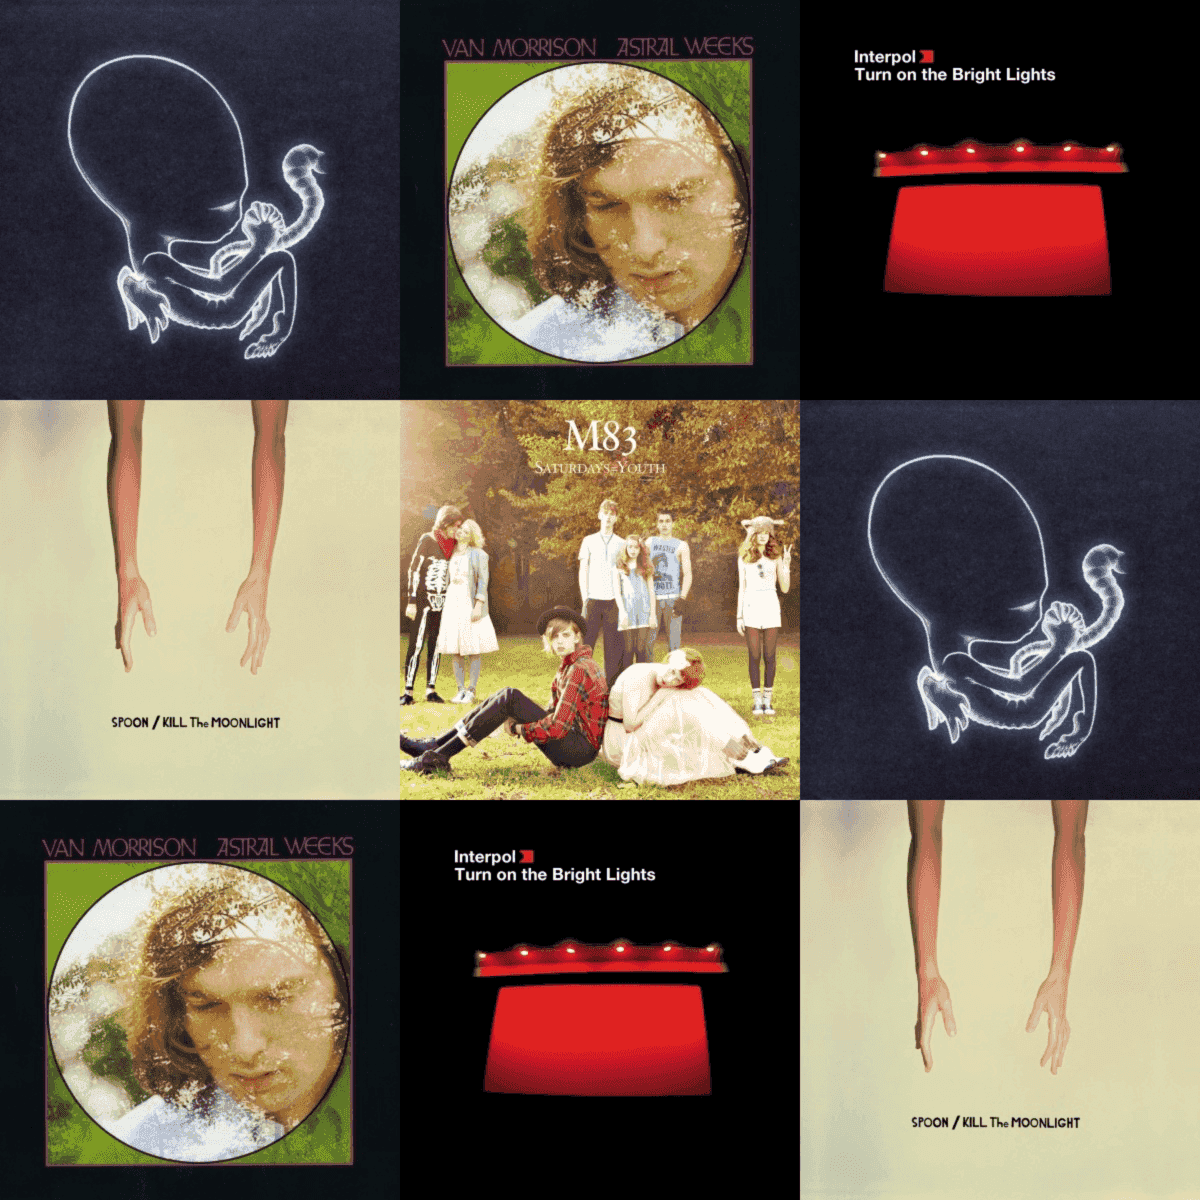 VAN MORRISON ASTRAL WEEKS
Interpol
Turn on the Bright Lights
SPOON / KILL The MOONLIGHT
M83
SATURDAYS=YOUTH
WASTED
VAN MORRISON ASTRAL WEEKS
Interpol
Turn on the Bright Lights
SPOON / KILL The MOONLIGHT